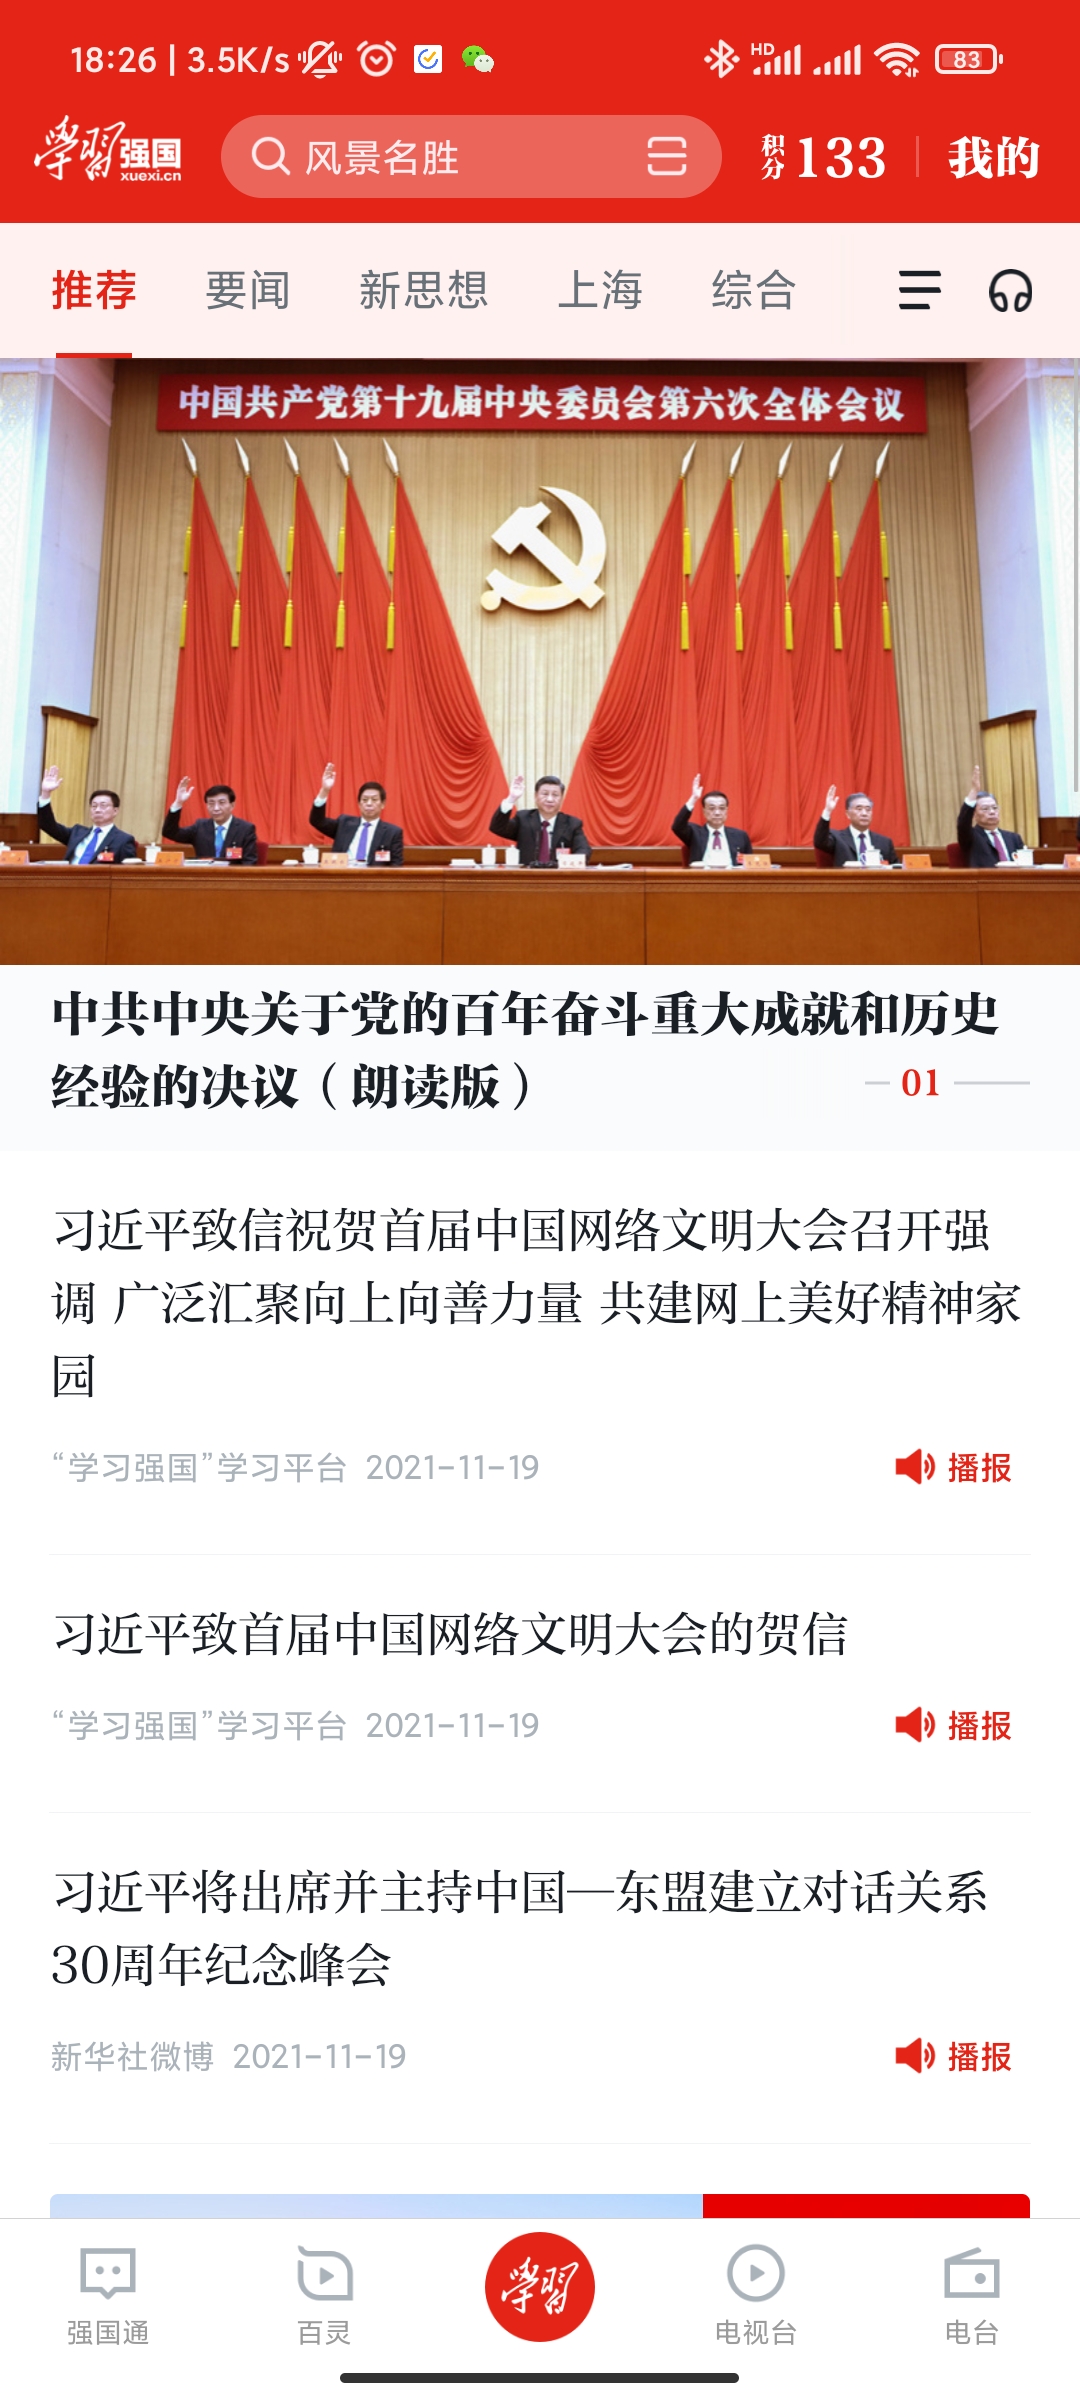 18:26 | 3.5K/s
HD
83
学习强国
xuexi.cn
风景名胜
积分 133
我的
推荐 要闻 新思想 上海 综合
中国共产党第十九届中央委员会第六次全体会议
中共中央关于党的百年奋斗重大成就和历史
经验的决议（朗读版）
01
习近平致信祝贺首届中国网络文明大会召开强
调 广泛汇聚向上向善力量 共建网上美好精神家
园
“学习强国”学习平台 2021-11-19
播报
习近平致首届中国网络文明大会的贺信
“学习强国”学习平台 2021-11-19
播报
习近平将出席并主持中国—东盟建立对话关系
30周年纪念峰会
新华社微博 2021-11-19
播报
强国通 百灵 學習 电视台 电台